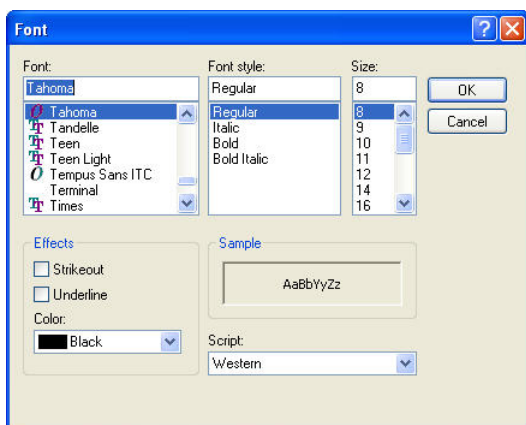 Font
Font:
Tahoma
Tahoma
Tandelle
Teen
Teen Light
Tempus Sans ITC
Terminal
Times
Font style:
Regular
Regular
Italic
Bold
Bold Italic
Size:
8
8
9
10
11
12
14
16
OK
Cancel
Effects
Strikeout
Underline
Color:
Black
Sample
AaBbYyZz
Script:
Western